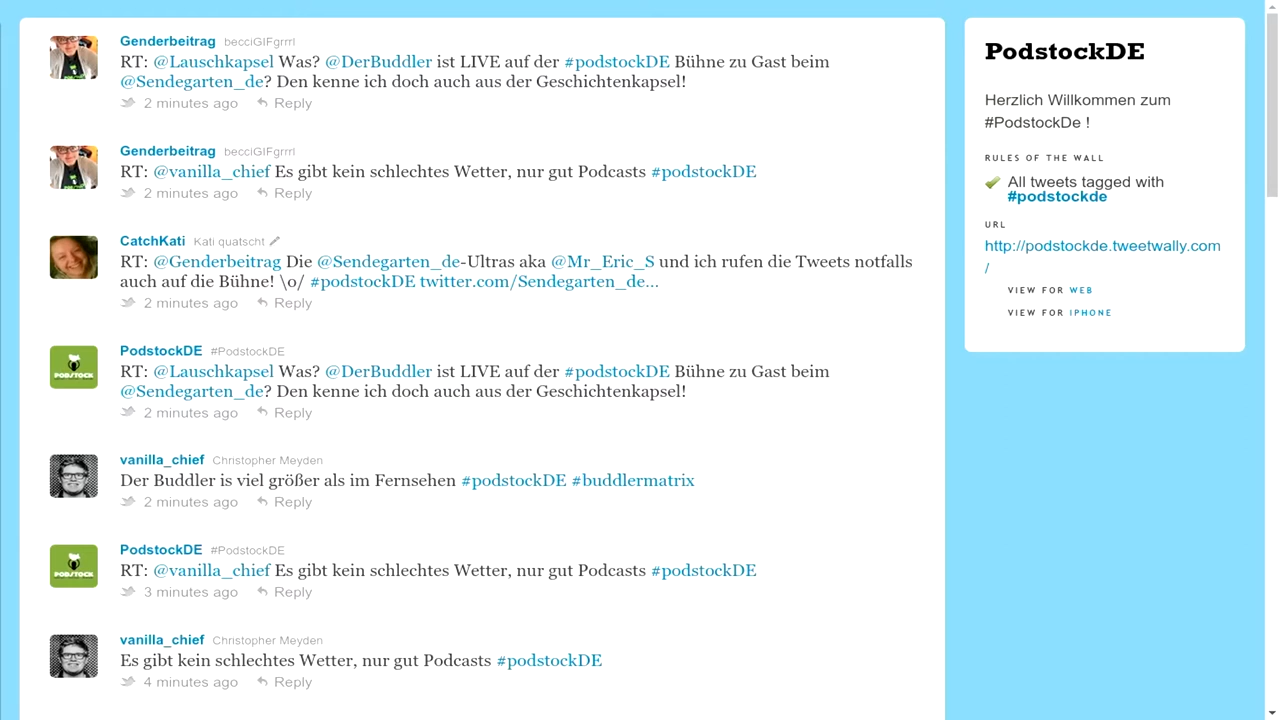 Genderbeitrag becciGIFgrrrl
RT: @Lauschkapsel Was? @DerBuddler ist LIVE auf der #podstockDE Bühne zu Gast beim
@Sendegarten_de? Den kenne ich doch auch aus der Geschichtenkapsel!
2 minutes ago Reply
Genderbeitrag becciGIFgrrrl
RT: @vanilla_chief Es gibt kein schlechtes Wetter, nur gut Podcasts #podstockDE
2 minutes ago Reply
CatchKati Kati quatscht
RT: @Genderbeitrag Die @Sendegarten_de-Ultras aka @Mr_Eric_S und ich rufen die Tweets notfalls
auch auf die Bühne! \o/ #podstockDE twitter.com/Sendegarten_de…
2 minutes ago Reply
PODSTOCK
PodstockDE #PodstockDE
RT: @Lauschkapsel Was? @DerBuddler ist LIVE auf der #podstockDE Bühne zu Gast beim
@Sendegarten_de? Den kenne ich doch auch aus der Geschichtenkapsel!
2 minutes ago Reply
vanilla_chief Christopher Meyden
Der Buddler is viel größer als im Fernsehen #podstockDE #buddlermatrix
2 minutes ago Reply
PODSTOCK
PodstockDE #PodstockDE
RT: @vanilla_chief Es gibt kein schlechtes Wetter, nur gut Podcasts #podstockDE
3 minutes ago Reply
vanilla_chief Christopher Meyden
Es gibt kein schlechtes Wetter, nur gut Podcasts #podstockDE
4 minutes ago Reply
PodstockDE
Herzlich Willkommen zum
#PodstockDe !
RULES OF THE WALL
All tweets tagged with
#podstockde
URL
http://podstockde.tweetwally.com
/
VIEW FOR WEB
VIEW FOR IPHONE